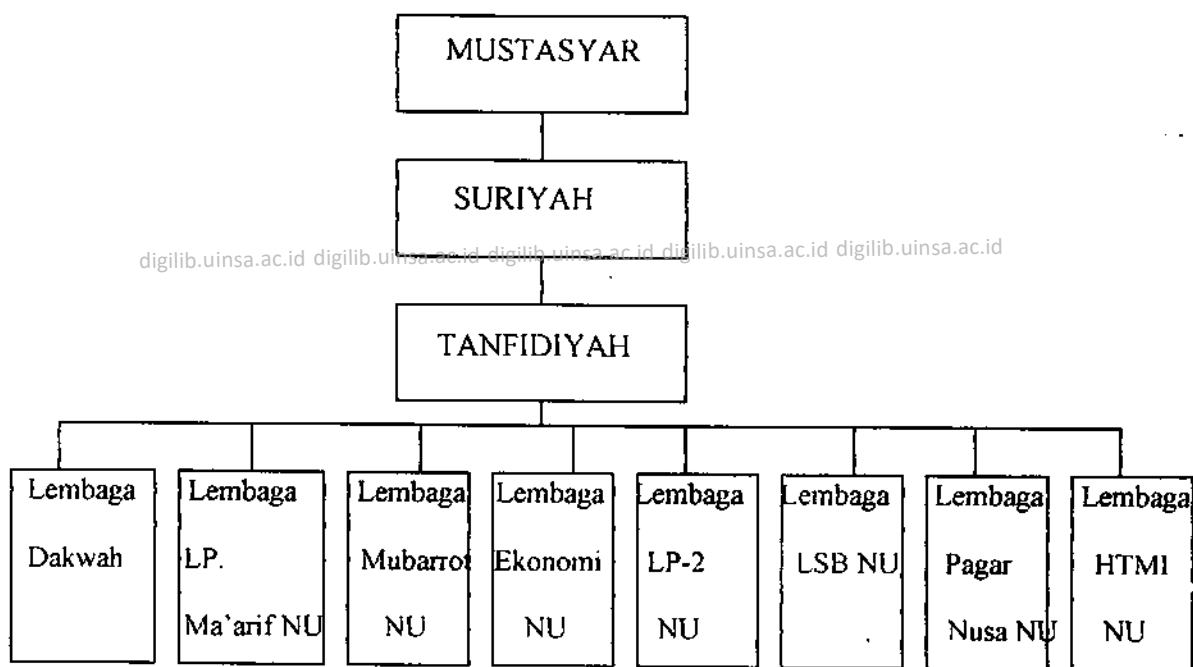 MUSTASYAR
SURIYAH
digilib.uinsa.ac.id digilib.uinsa.ac.id digilib.uinsa.ac.id digilib.uinsa.ac.id digilib.uinsa.ac.id
TANFIDIYAH
Lembaga
Dakwah
Lembaga
LP.
Ma'arif NU
Lembaga
Mubarrot
NU
Lembaga
Ekonomi
NU
Lembaga
LP-2
NU
Lembaga
LSB NU
Lembaga
Pagar
Nusa NU
Lembaga
HTMI
NU